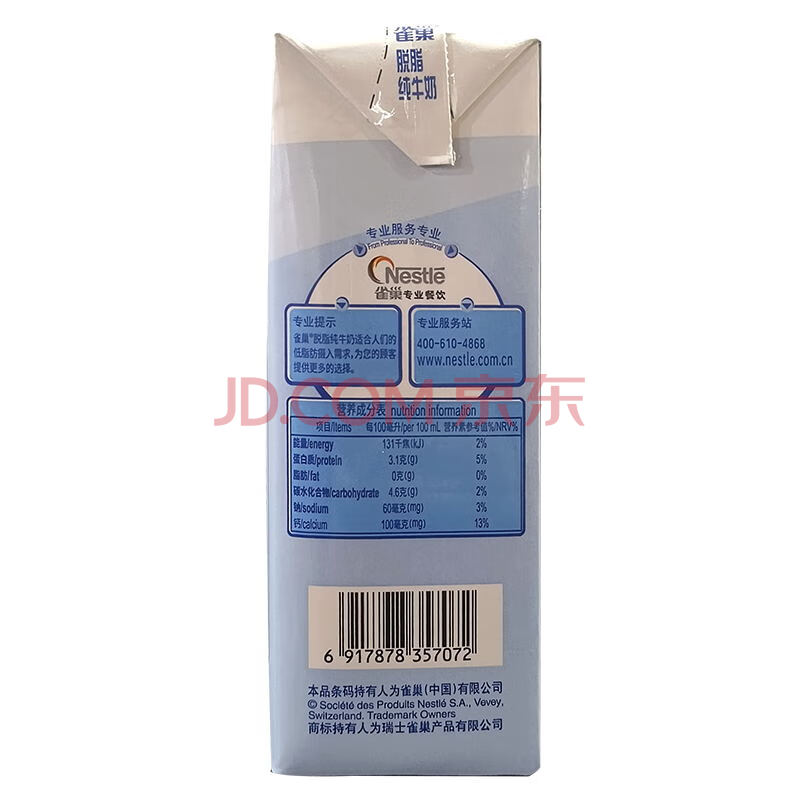 雀巢
脱脂
纯牛奶
专业服务专业
From Professional To Professional
Nestlé
雀巢专业餐饮
专业提示
雀巢®脱脂纯牛奶适合人们的
低脂肪摄入需求,为您的顾客
提供更多的选择。
专业服务站
400-610-4868
www.nestle.com.cn
JD.COM 京东
营养成分表 nutrition information
项目/Items 每100毫升/per 100 mL 营养素参考值%/NRV%
能量/energy 131千焦(kJ) 2%
蛋白质/protein 3.1克(g) 5%
脂肪/fat 0克(g) 0%
碳水化合物/carbohydrate 4.6克(g) 2%
钠/sodium 60毫克(mg) 3%
钙/calcium 100毫克(mg) 13%
6 917878 357072
本品条码持有人为雀巢(中国)有限公司
© Société des Produits Nestlé S.A., Vevey,
Switzerland. Trademark Owners
商标持有人为瑞士雀巢产品有限公司